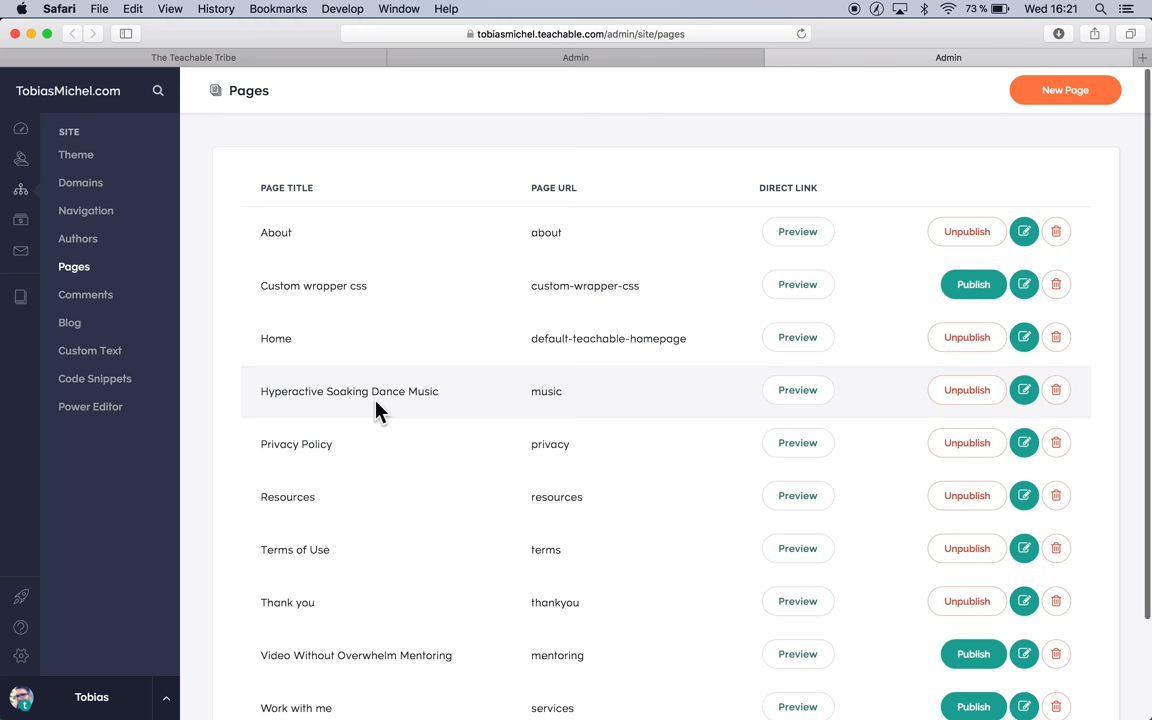 Safari File Edit View History Bookmarks Develop Window Help 73 % Wed 16:21
tobiasmichel.teachable.com/admin/site/pages
The Teachable Tribe Admin Admin
TobiasMichel.com
Pages
New Page
SITE
Theme
Domains
Navigation
Authors
Pages
Comments
Blog
Custom Text
Code Snippets
Power Editor
Tobias
PAGE TITLE PAGE URL DIRECT LINK
About about Preview Unpublish
Custom wrapper css custom-wrapper-css Preview Publish
Home default-teachable-homepage Preview Unpublish
Hyperactive Soaking Dance Music music Preview Unpublish
Privacy Policy privacy Preview Unpublish
Resources resources Preview Unpublish
Terms of Use terms Preview Unpublish
Thank you thankyou Preview Unpublish
Video Without Overwhelm Mentoring mentoring Preview Publish
Work with me services Preview Publish